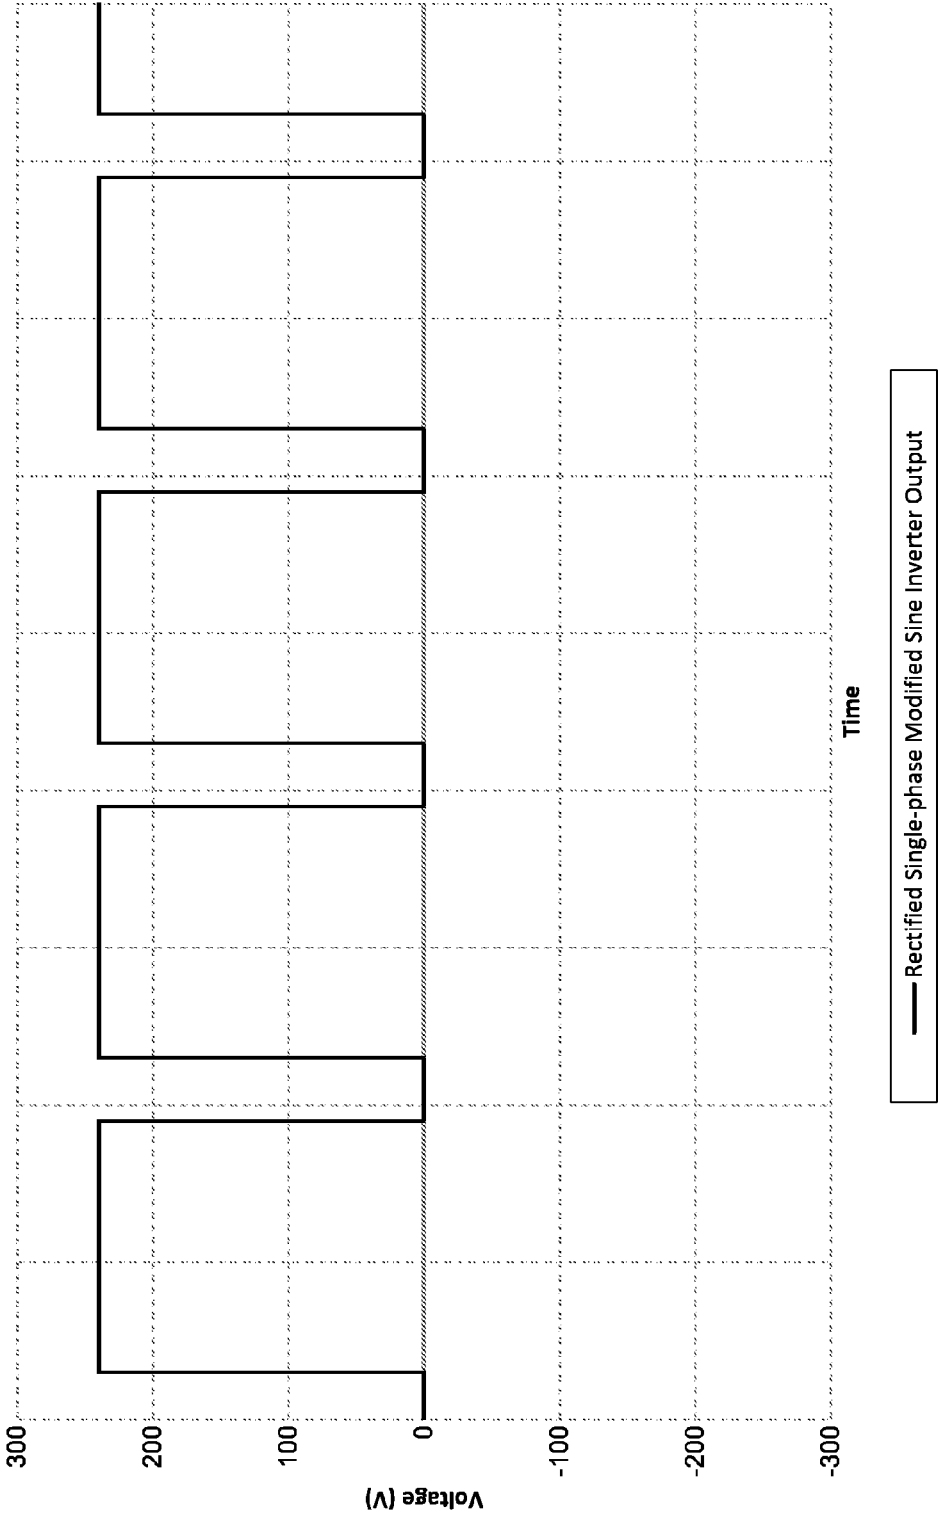 300
200
100
0
-100
-200
-300
Voltage (V)
Time
Rectified Single-phase Modified Sine Inverter Output